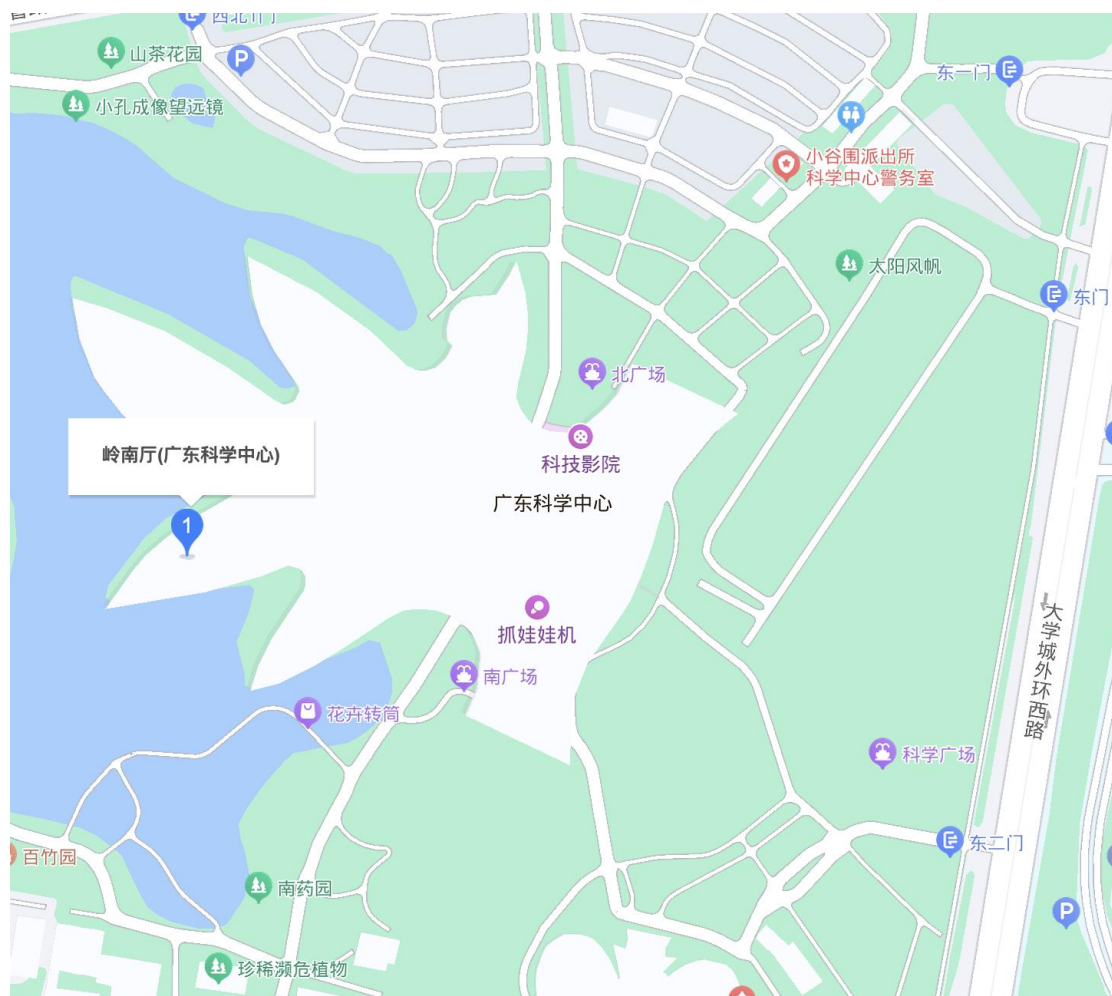 山茶花园
P
小孔成像望远镜
东一门
小谷围派出所
科学中心警务室
太阳风帆
东门
北广场
岭南厅(广东科学中心)
科技影院
广东科学中心
1
抓娃娃机
大学城外环西路
南广场
花卉转筒
科学广场
东二门
百竹园
南药园
P
珍稀濒危植物